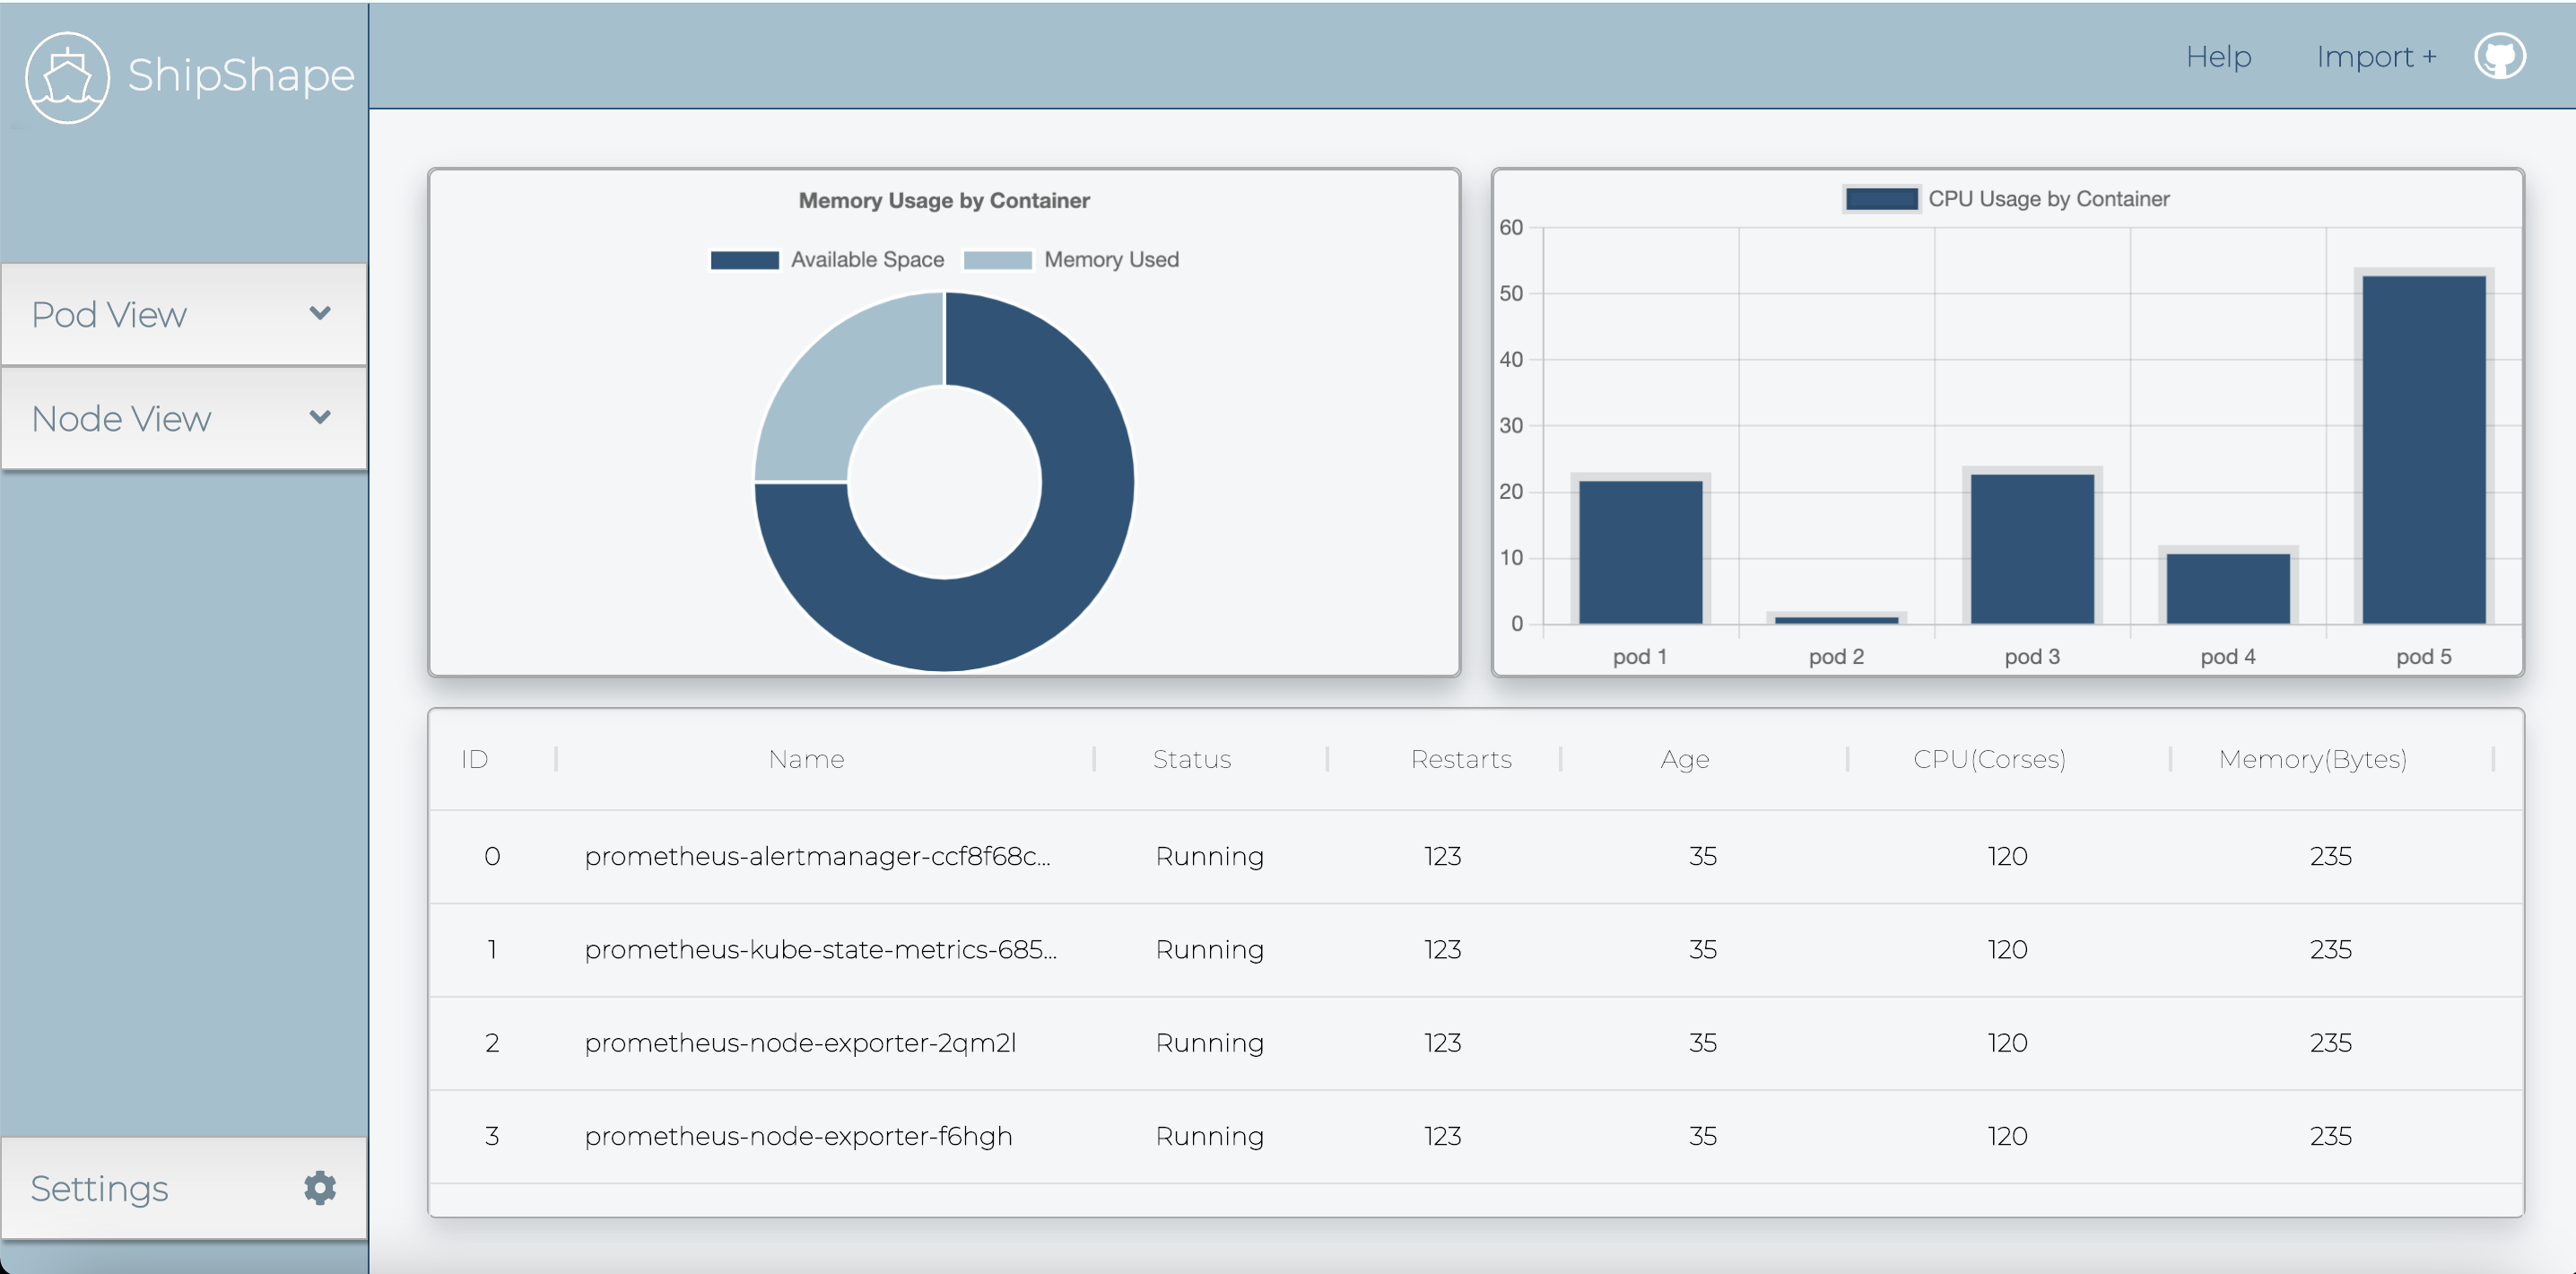 ShipShape
Help
Import +
Pod View
Node View
Settings
Memory Usage by Container
Available Space
Memory Used
CPU Usage by Container
60
50
40
30
20
10
0
pod 1
pod 2
pod 3
pod 4
pod 5
ID Name Status Restarts Age CPU(Corses) Memory(Bytes)
0 prometheus-alertmanager-ccf8f68c... Running 123 35 120 235
1 prometheus-kube-state-metrics-685... Running 123 35 120 235
2 prometheus-node-exporter-2qm2l Running 123 35 120 235
3 prometheus-node-exporter-f6hgh Running 123 35 120 235